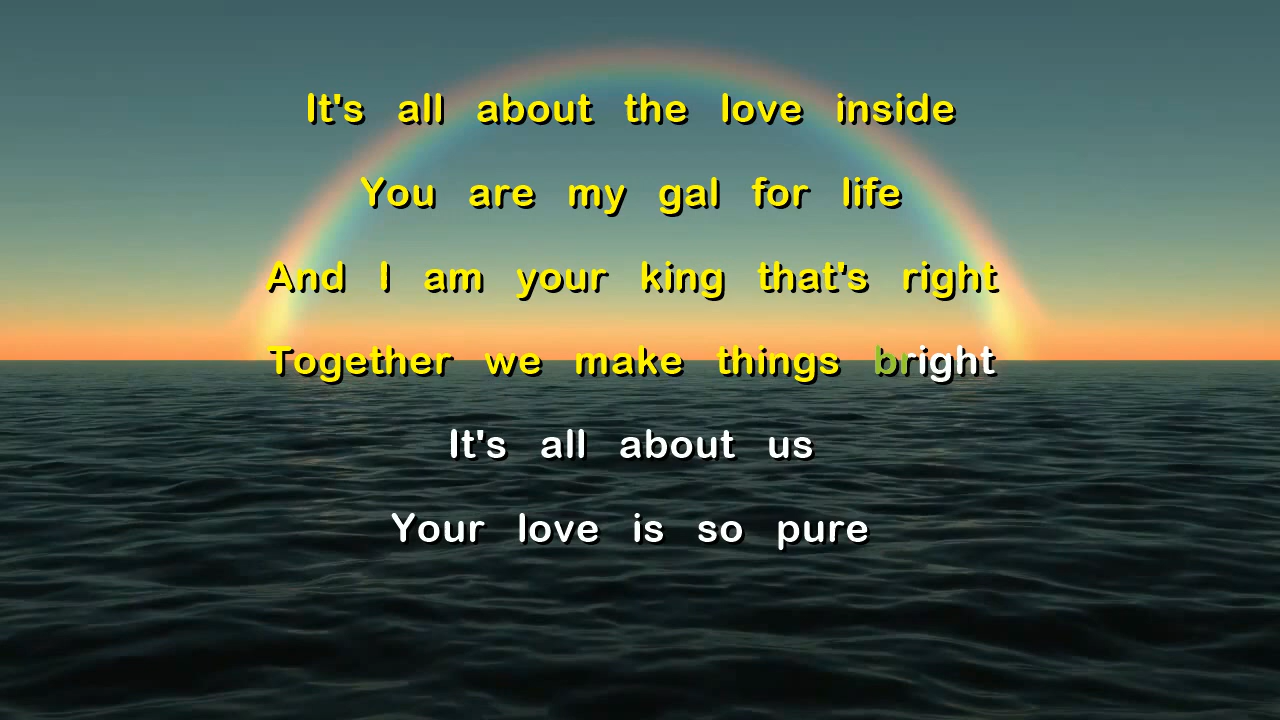 It's all about the love inside
You are my gal for life
And I am your king that's right
Together we make things bright
It's all about us
Your love is so pure